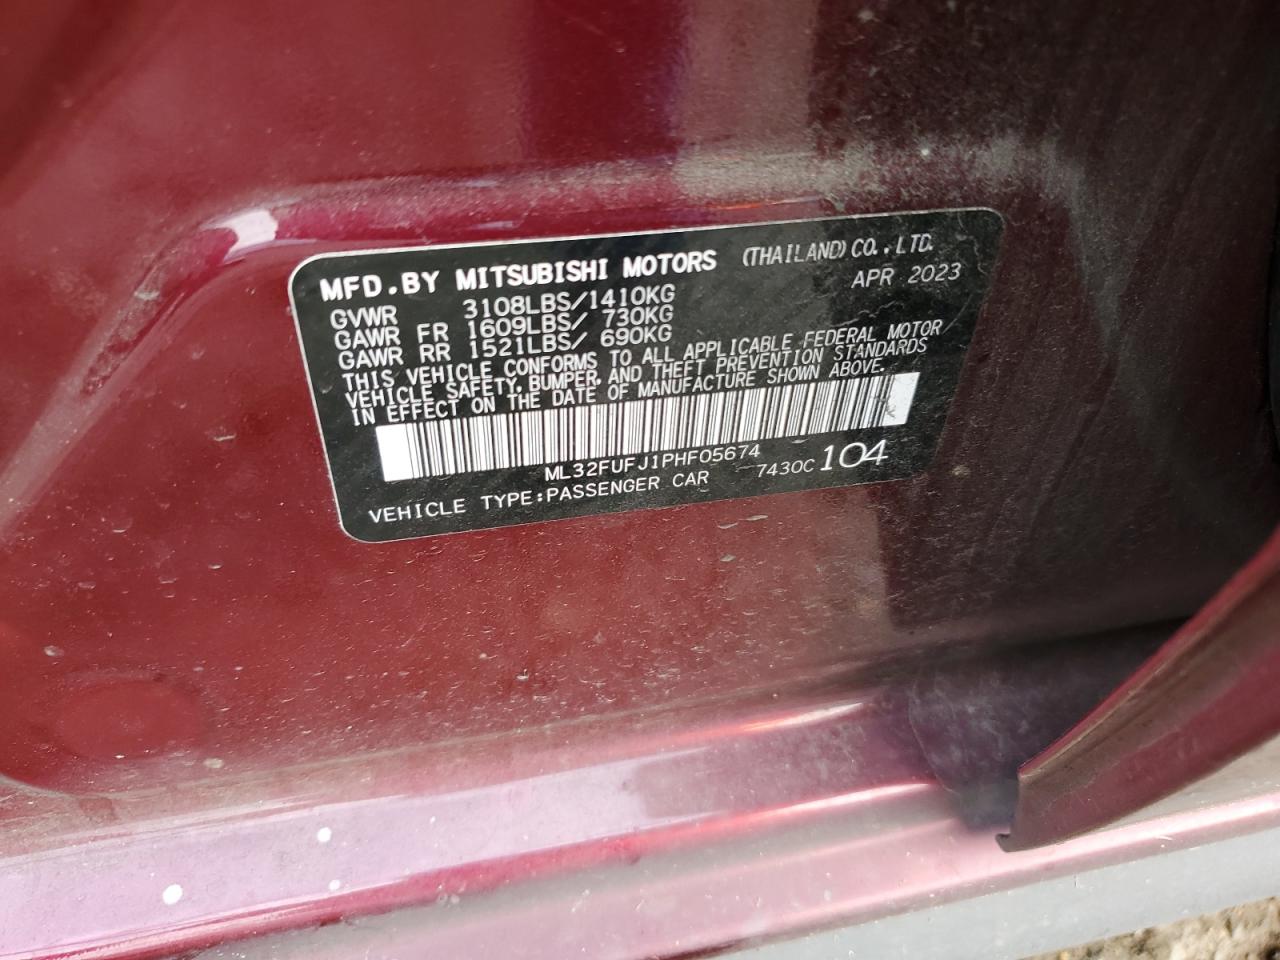 MFD.BY MITSUBISHI MOTORS (THAILAND) CO.,LTD.
APR 2023
GVWR 3108LBS/1410KG
GAWR FR 1609LBS/ 730KG
GAWR RR 1521LBS/ 690KG
THIS VEHICLE CONFORMS TO ALL APPLICABLE FEDERAL MOTOR
VEHICLE SAFETY, BUMPER, AND THEFT PREVENTION STANDARDS
IN EFFECT ON THE DATE OF MANUFACTURE SHOWN ABOVE.
ML32FUFJ1PHF05674
VEHICLE TYPE:PASSENGER CAR 7430C104